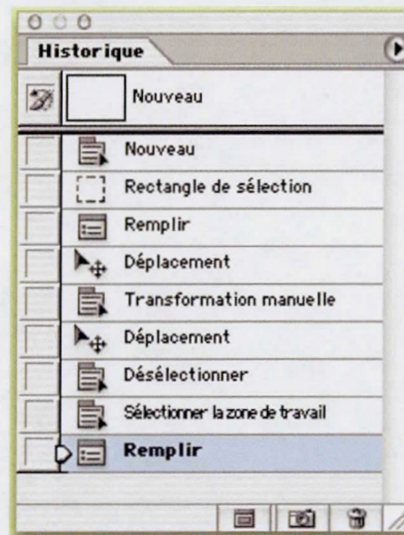 Historique
Nouveau
Nouveau
Rectangle de sélection
Remplir
Déplacement
Transformation manuelle
Déplacement
Désélectionner
Sélectionner la zone de travail
Remplir